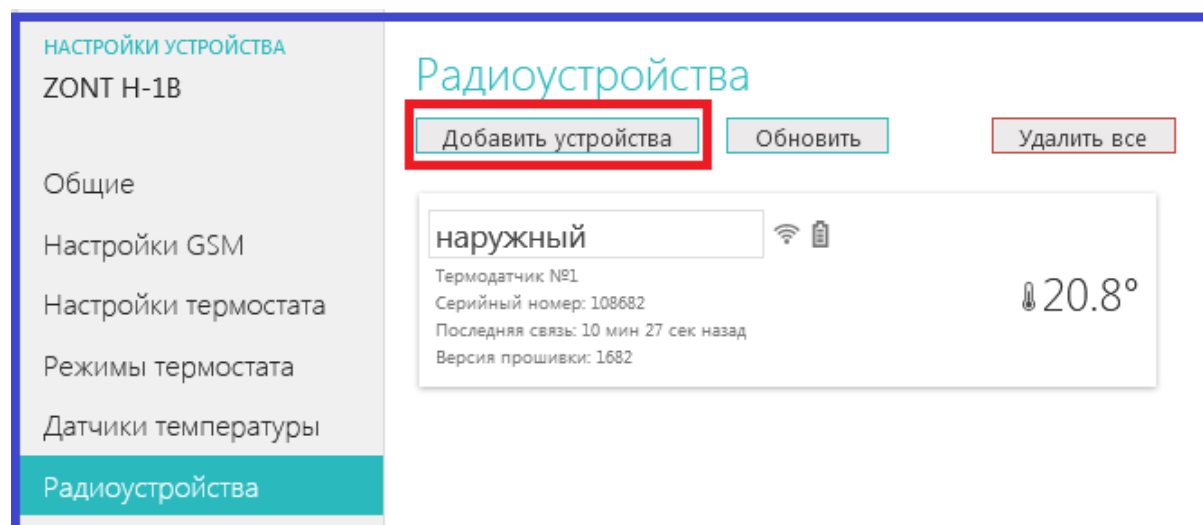 НАСТРОЙКИ УСТРОЙСТВА
ZONT H-1B
Общие
Настройки GSM
Настройки термостата
Режимы термостата
Датчики температуры
Радиоустройства
Радиоустройства
Добавить устройства
Обновить
Удалить все
наружный
Термодатчик №1
Серийный номер: 108682
Последняя связь: 10 мин 27 сек назад
Версия прошивки: 1682
20.8°